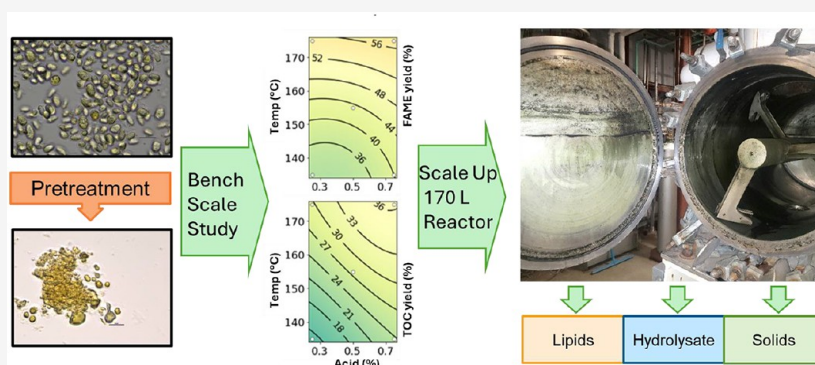 Pretreatment
Bench
Scale
Study
Temp (°C)
170
160
150
140
56
52
48
44
40
36
FAME yield (%)
Temp (°C)
170
160
150
140
36
33
30
27
24
21
18
TOC yield (%)
0.3 0.5 0.7
Acid (%)
Scale Up
170 L
Reactor
Lipids
Hydrolysate
Solids